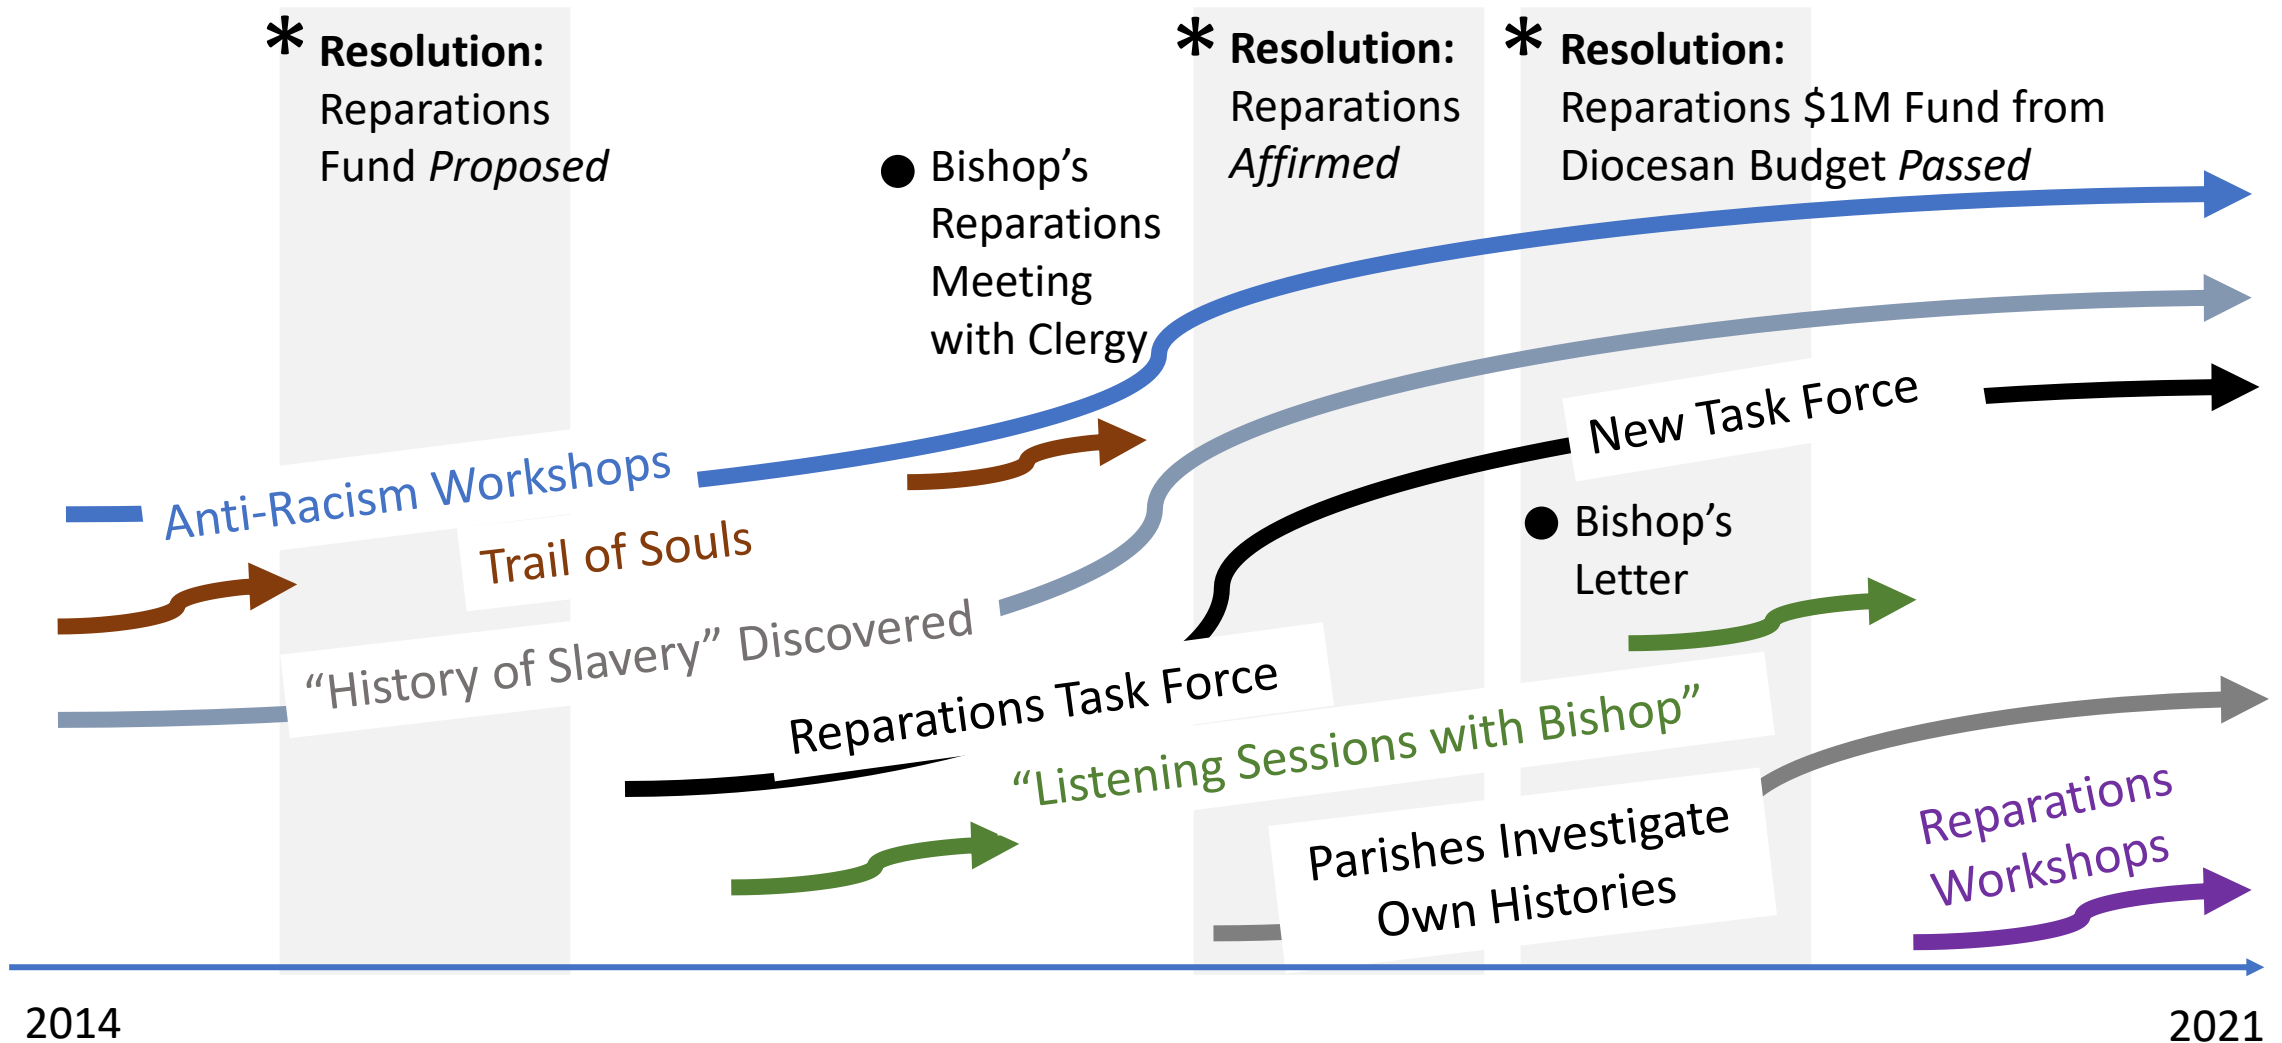 * Resolution:
Reparations
Fund Proposed
Bishop’s
Reparations
Meeting
with Clergy
* Resolution:
Reparations
Affirmed
* Resolution:
Reparations $1M Fund from
Diocesan Budget Passed
Anti-Racism Workshops
Trail of Souls
“History of Slavery” Discovered
New Task Force
Bishop’s
Letter
Reparations Task Force
“Listening Sessions with Bishop”
Parishes Investigate
Own Histories
Reparations
Workshops
2014
2021